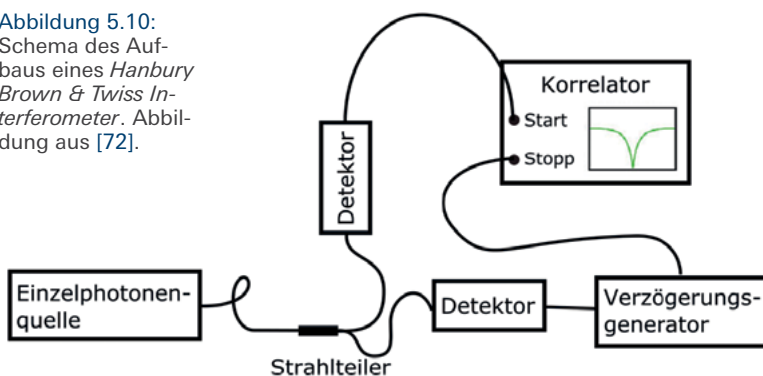 Abbildung 5.10:
Schema des Auf-
baus eines Hanbury
Brown & Twiss In-
terferometer. Abbil-
dung aus [72].
Korrelator
Start
Stopp
Detektor
Einzelphotonen-
quelle
Strahlteiler
Detektor
Verzögerungs-
generator